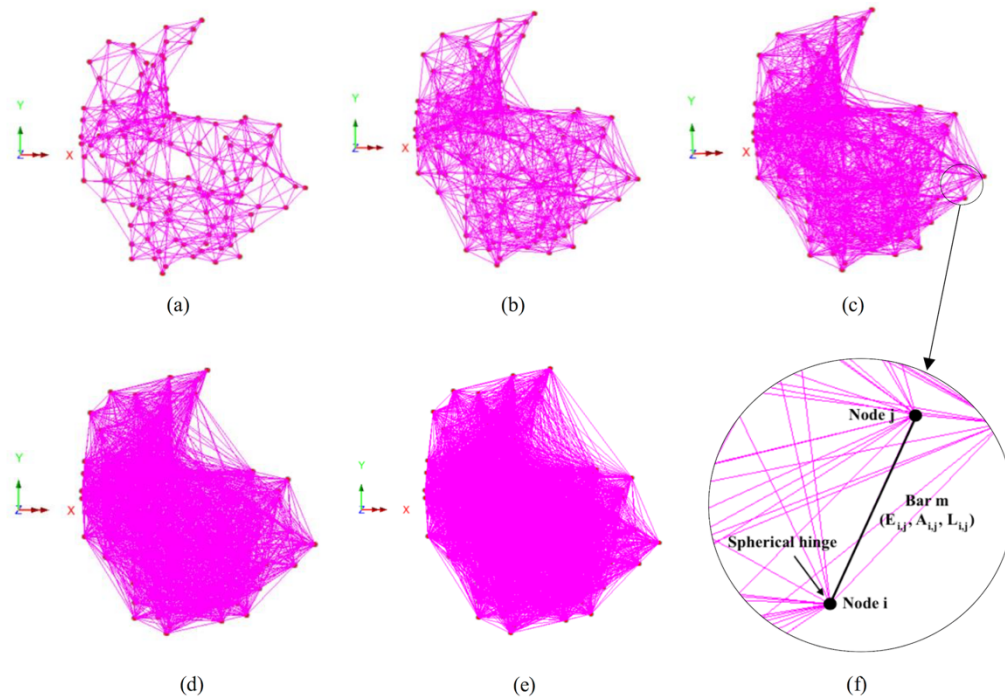 Y
Z
X
(a)
Y
Z
X
(b)
Y
Z
X
(c)
Y
Z
X
(d)
Y
Z
X
(e)
Node j
Bar m
(E_{i,j}, A_{i,j}, L_{i,j})
Spherical hinge
Node i
(f)